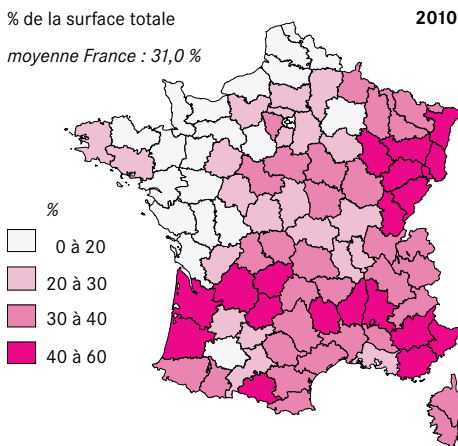 % de la surface totale
2010
moyenne France : 31,0 %
%
0 à 20
20 à 30
30 à 40
40 à 60